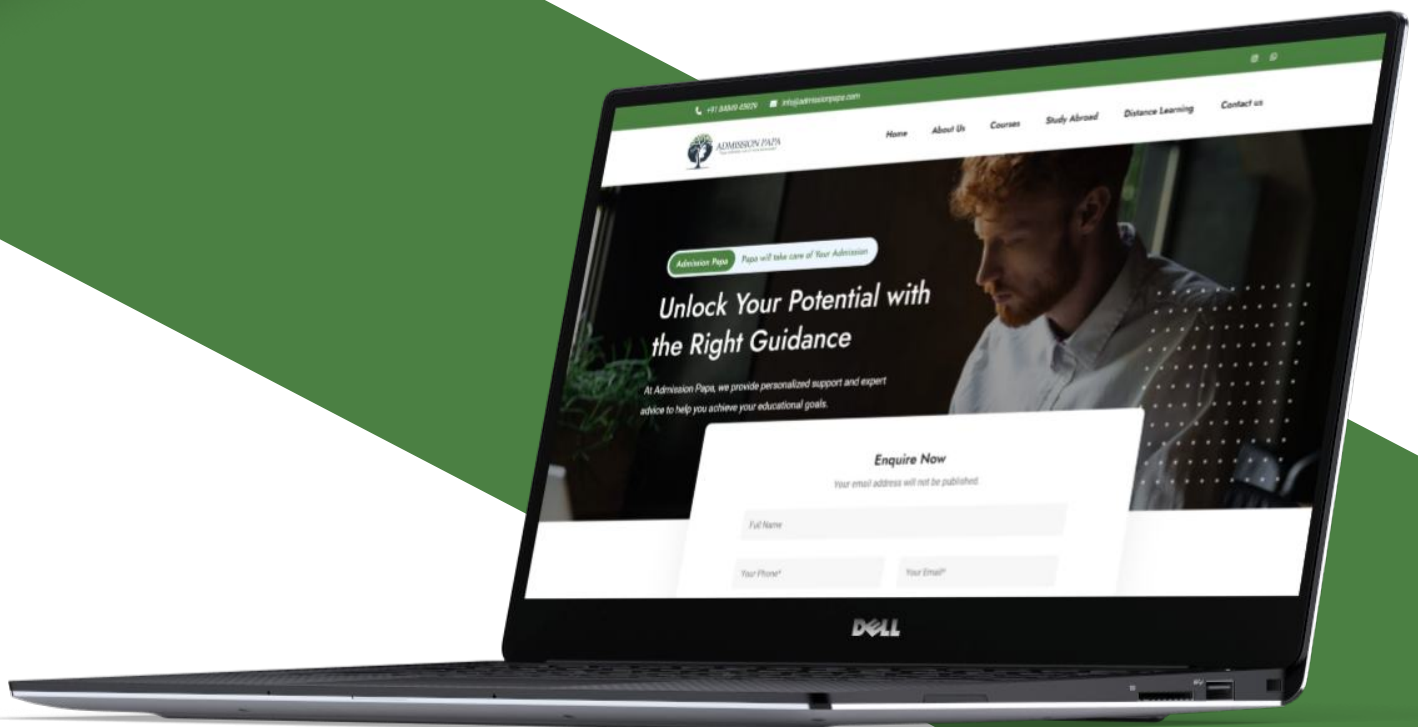 info@admissionpapa.com
ADMISSION PAPA
Home About Us Courses Study Abroad Distance Learning Contact us
Admission Papa Papa will take care of Your Admission
Unlock Your Potential with
the Right Guidance
At Admission Papa, we provide personalized support and expert
advice to help you achieve your educational goals.
Enquire Now
Your email address will not be published.
Full Name
Your Phone* Your Email*
DELL